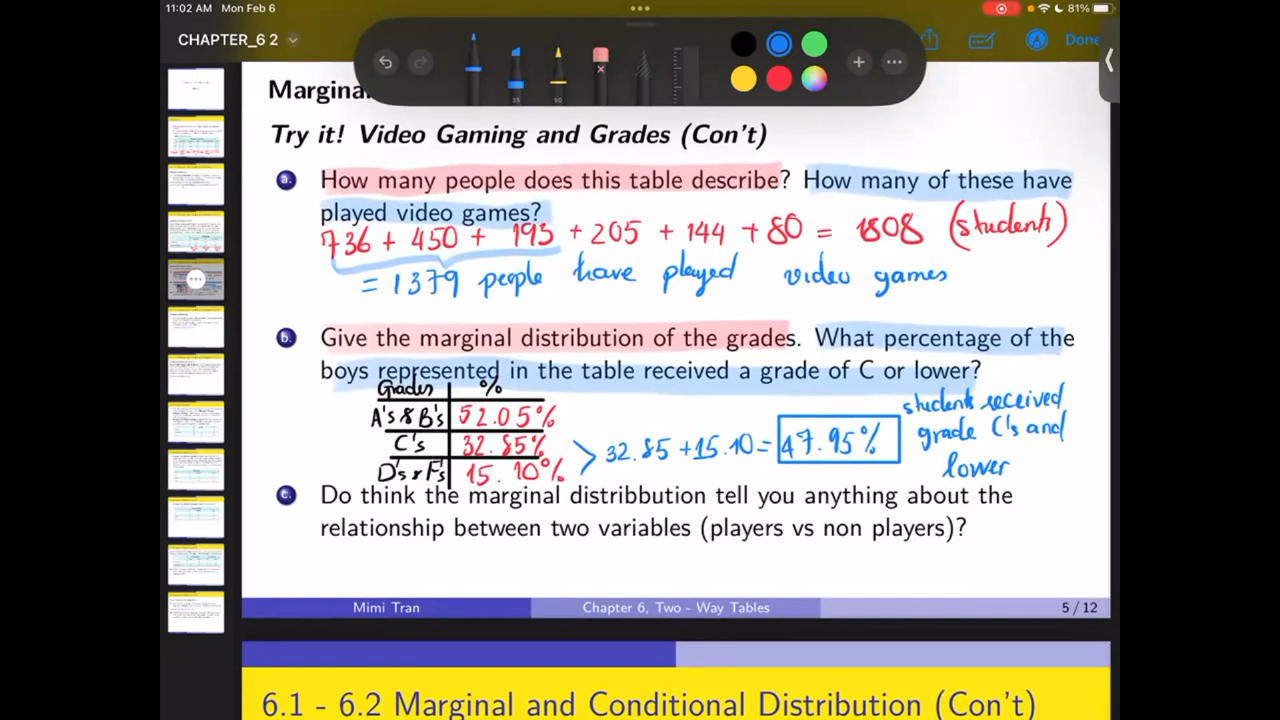 11:02 AM Mon Feb 6
81%
CHAPTER_6 2
Done
35
50
Marginal
Try it! Video Gaming and Grades (Con't)
a. How many people does this table describe? How many of these have
played video games?
736 + 450 + 193 + 205 + 144 + 80 = 1808 (students)
= 1379 people have played video games
b. Give the marginal distribution of the grades. What percentage of the
boys represented in the table received a grade of C or lower?
Grades %
A's & B's 52.05%
C's 32.85%
D's & F's 15.10%
> 32.85 + 15.10 = 47.95%
students received
grade C's and
lower
c. Do think the marginal distribbution tell you anything about the
relationship between two variables (players vs non players)?
Mimi Tran Chapter 6, Two - Way Tables 5 / 12
6.1 - 6.2 Marginal and Conditional Distribution (Con't)